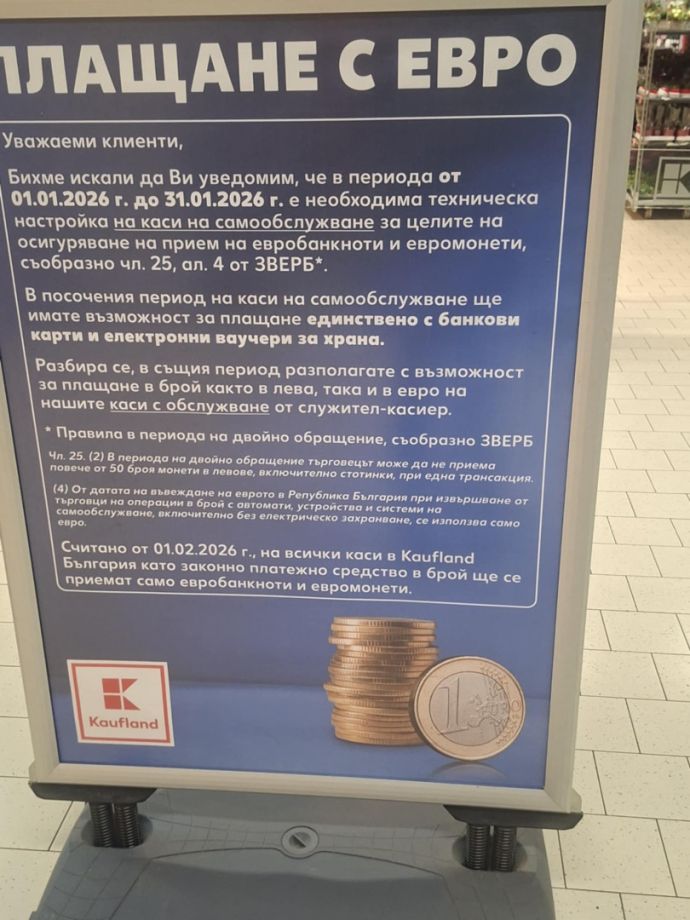 ПЛАЩАНЕ С ЕВРО
Уважаеми клиенти,
Бихме искали да Ви уведомим, че в периода от
01.01.2026 г. до 31.01.2026 г. е необходима техническа
настройка на каси на самообслужване за целите на
осигуряване на прием на евробанкноти и евромонети,
съобразно чл. 25, ал. 4 от ЗВЕРБ*.
В посочения период на каси на самообслужване ще
имате възможност за плащане единствено с банкови
карти и електронни ваучери за храна.
Разбира се, в същия период разполагате с възможност
за плащане в брой както в лева, така и в евро на
нашите каси с обслужване от служител-касиер.
* Правила в периода на двойно обращение, съобразно ЗВЕРБ
Чл. 25. (2) В периода на двойно обращение търговецът може да не приема
повече от 50 броя монети в левове, включително стотинки, при една трансакция.
(4) От датата на въвеждане на еврото в Република България при извършване от
търговци на операции в брой с автомати, устройства и системи на
самообслужване, включително без електрическо захранване, се използва само
евро.
Считано от 01.02.2026 г., на всички каси в Kaufland
България като законно платежно средство в брой ще се
приемат само евробанкноти и евромонети.
Kaufland
1